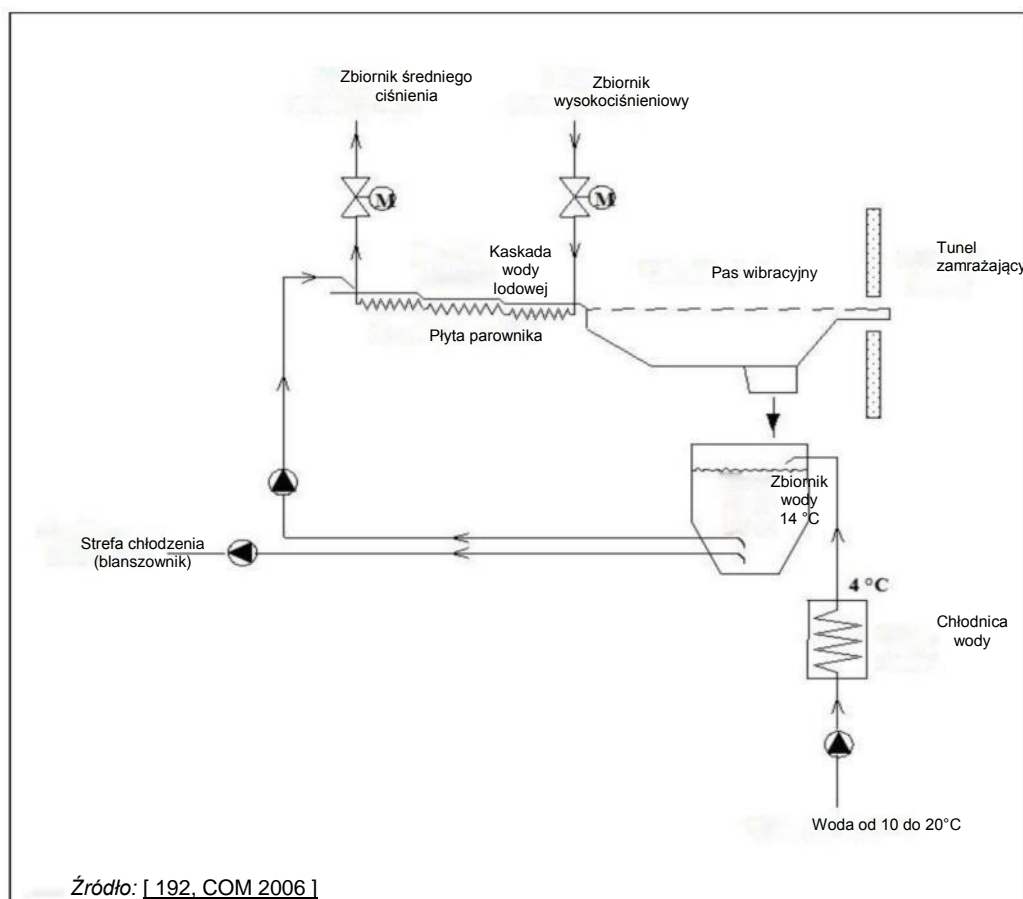 Zbiornik średniego
ciśnienia
Zbiornik
wysokociśnieniowy
M
M
Kaskada
wody
lodowej
Pas wibracyjny
Tunel
zamrażający
Płyta parownika
Zbiornik
wody
14 °C
Strefa chłodzenia
(blanszownik)
4 °C
Chłodnica
wody
Woda od 10 do 20°C
Źródło: [ 192, COM 2006 ]